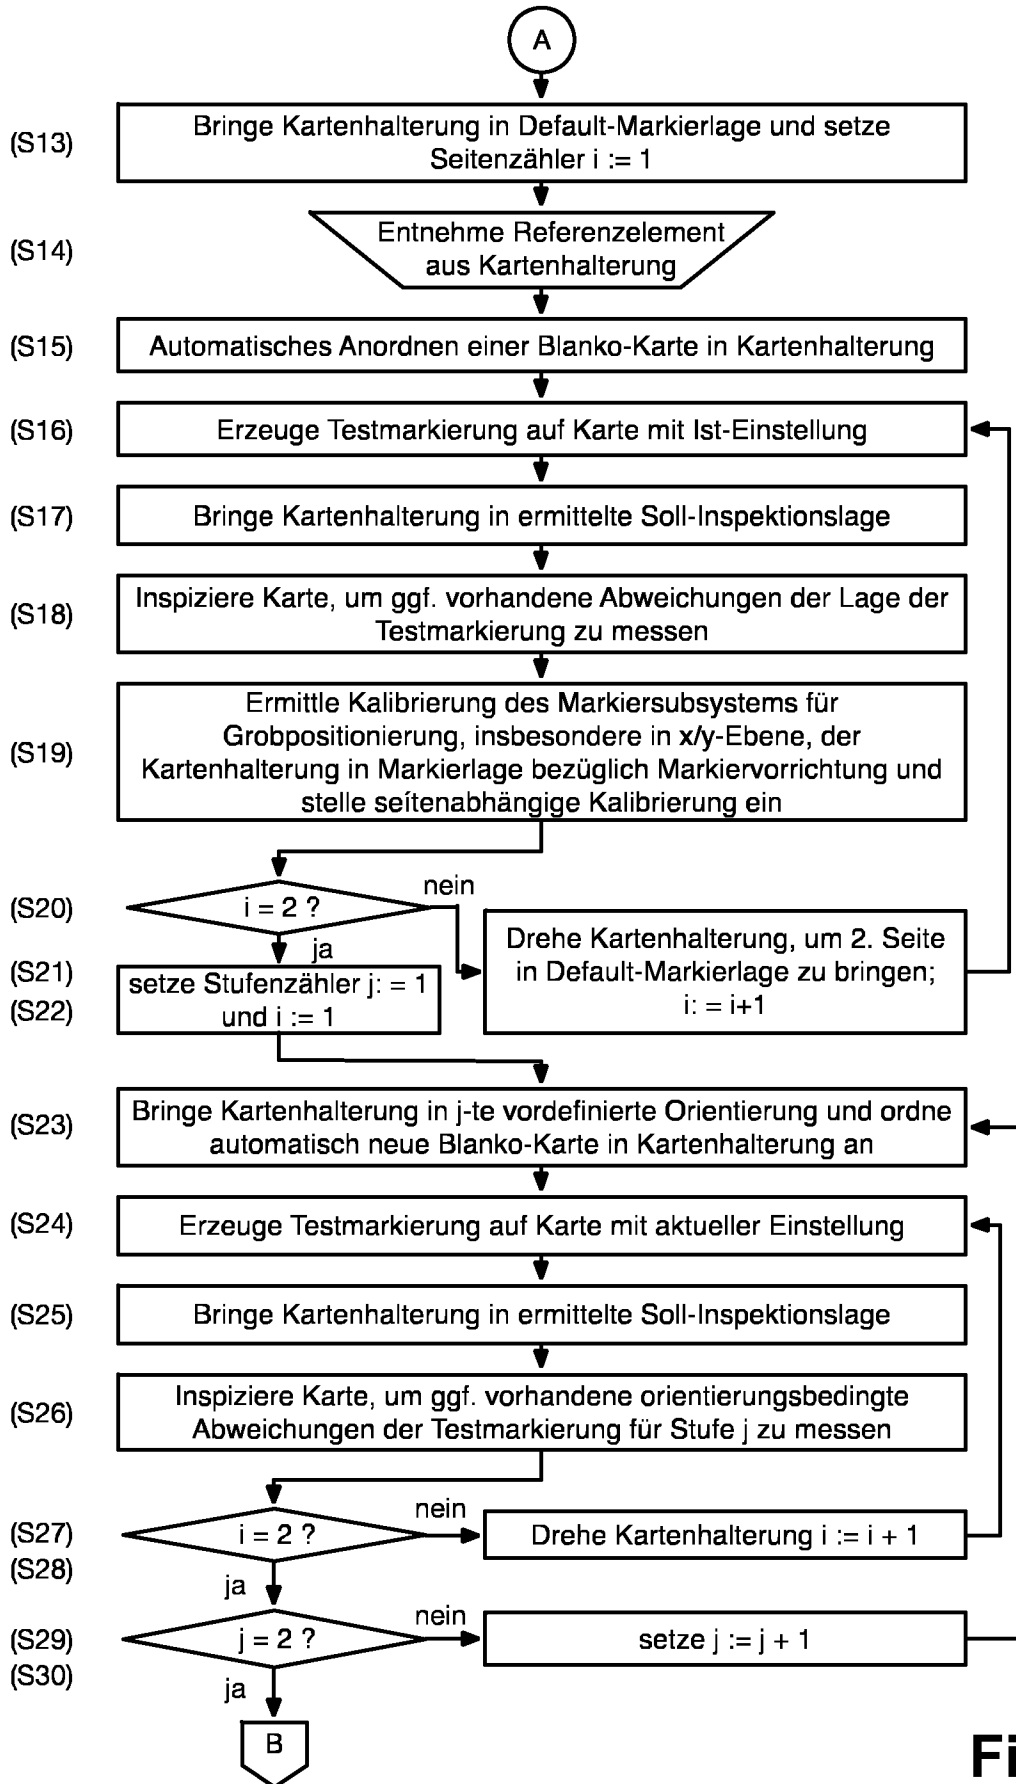 A
(S13)
Bringe Kartenhalterung in Default-Markierlage und setze
Seitenzähler i := 1
(S14)
Entnehme Referenzelement
aus Kartenhalterung
(S15)
Automatisches Anordnen einer Blanko-Karte in Kartenhalterung
(S16)
Erzeuge Testmarkierung auf Karte mit Ist-Einstellung
(S17)
Bringe Kartenhalterung in ermittelte Soll-Inspektionslage
(S18)
Inspiziere Karte, um ggf. vorhandene Abweichungen der Lage der
Testmarkierung zu messen
(S19)
Ermittle Kalibrierung des Markiersubsystems für
Grobpositionierung, insbesondere in x/y-Ebene, der
Kartenhalterung in Markierlage bezüglich Markiervorrichtung und
stelle seítenabhängige Kalibrierung ein
(S20)
i = 2 ?
nein
ja
(S21)
(S22)
setze Stufenzähler j: = 1
und i := 1
Drehe Kartenhalterung, um 2. Seite
in Default-Markierlage zu bringen;
i: = i+1
(S23)
Bringe Kartenhalterung in j-te vordefinierte Orientierung und ordne
automatisch neue Blanko-Karte in Kartenhalterung an
(S24)
Erzeuge Testmarkierung auf Karte mit aktueller Einstellung
(S25)
Bringe Kartenhalterung in ermittelte Soll-Inspektionslage
(S26)
Inspiziere Karte, um ggf. vorhandene orientierungsbedingte
Abweichungen der Testmarkierung für Stufe j zu messen
(S27)
(S28)
i = 2 ?
nein
Drehe Kartenhalterung i := i + 1
ja
(S29)
(S30)
j = 2 ?
nein
setze j := j + 1
ja
B
Fi